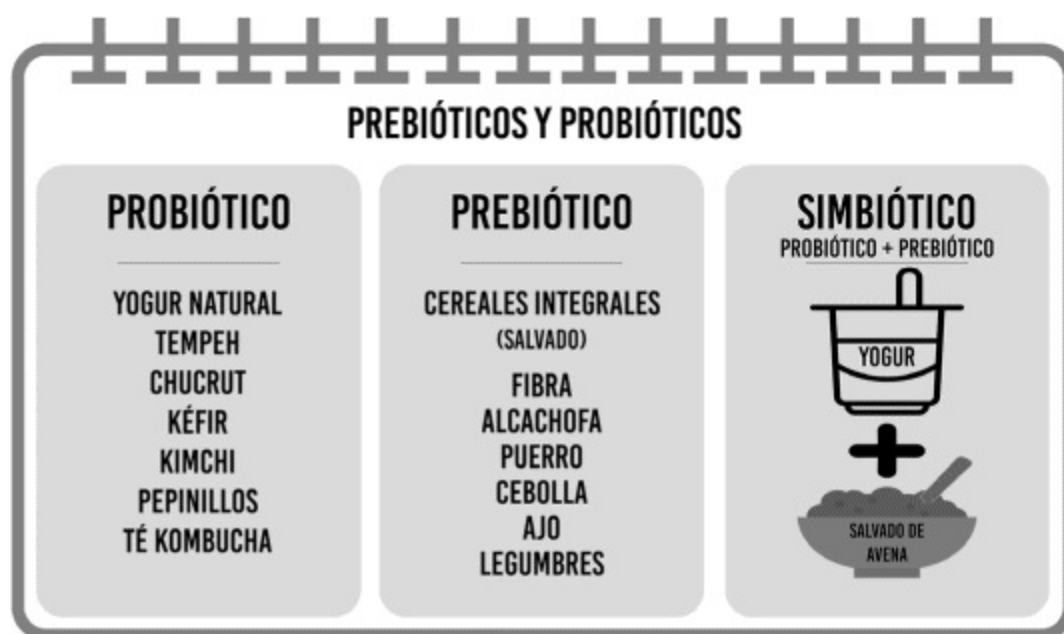 PREBIÓTICOS Y PROBIÓTICOS
PROBIÓTICO
YOGUR NATURAL
TEMPEH
CHUCRUT
KÉFIR
KIMCHI
PEPINILLOS
TÉ KOMBUCHA
PREBIÓTICO
CEREALES INTEGRALES
(SALVADO)
FIBRA
ALCACHOFA
PUERRO
CEBOLLA
AJO
LEGUMBRES
SIMBIÓTICO
PROBIÓTICO + PREBIÓTICO
YOGUR
SALVADO DE
AVENA